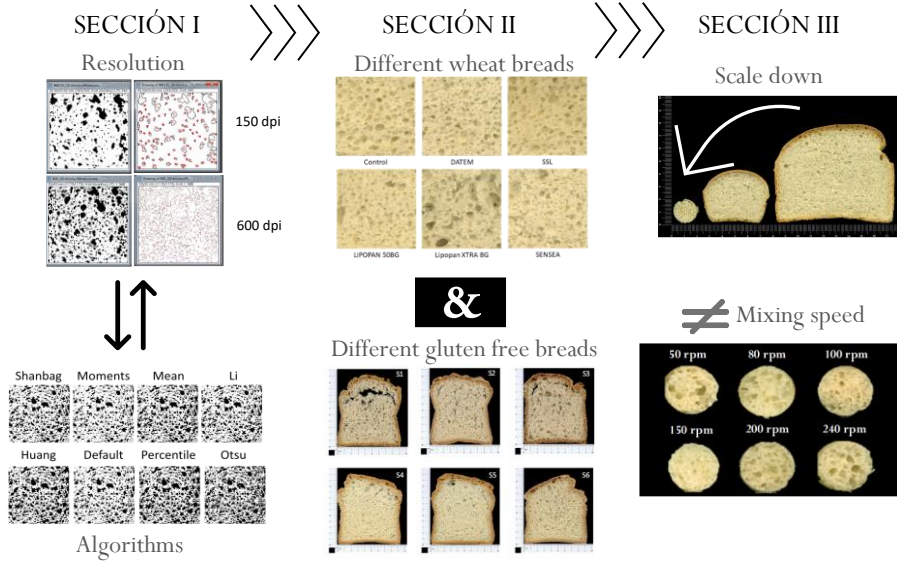 SECCIÓN I
Resolution
150 dpi
600 dpi
Shanbag Moments Mean Li
Huang Default Percentile Otsu
Algorithms
SECCIÓN II
Different wheat breads
Control DATEM SSL
LIPOPAN 50BG Lipopan XTRA BG SENSEA
&
Different gluten free breads
S1 S2 S3
S4 S5 S6
SECCIÓN III
Scale down
≠ Mixing speed
50 rpm 80 rpm 100 rpm
150 rpm 200 rpm 240 rpm